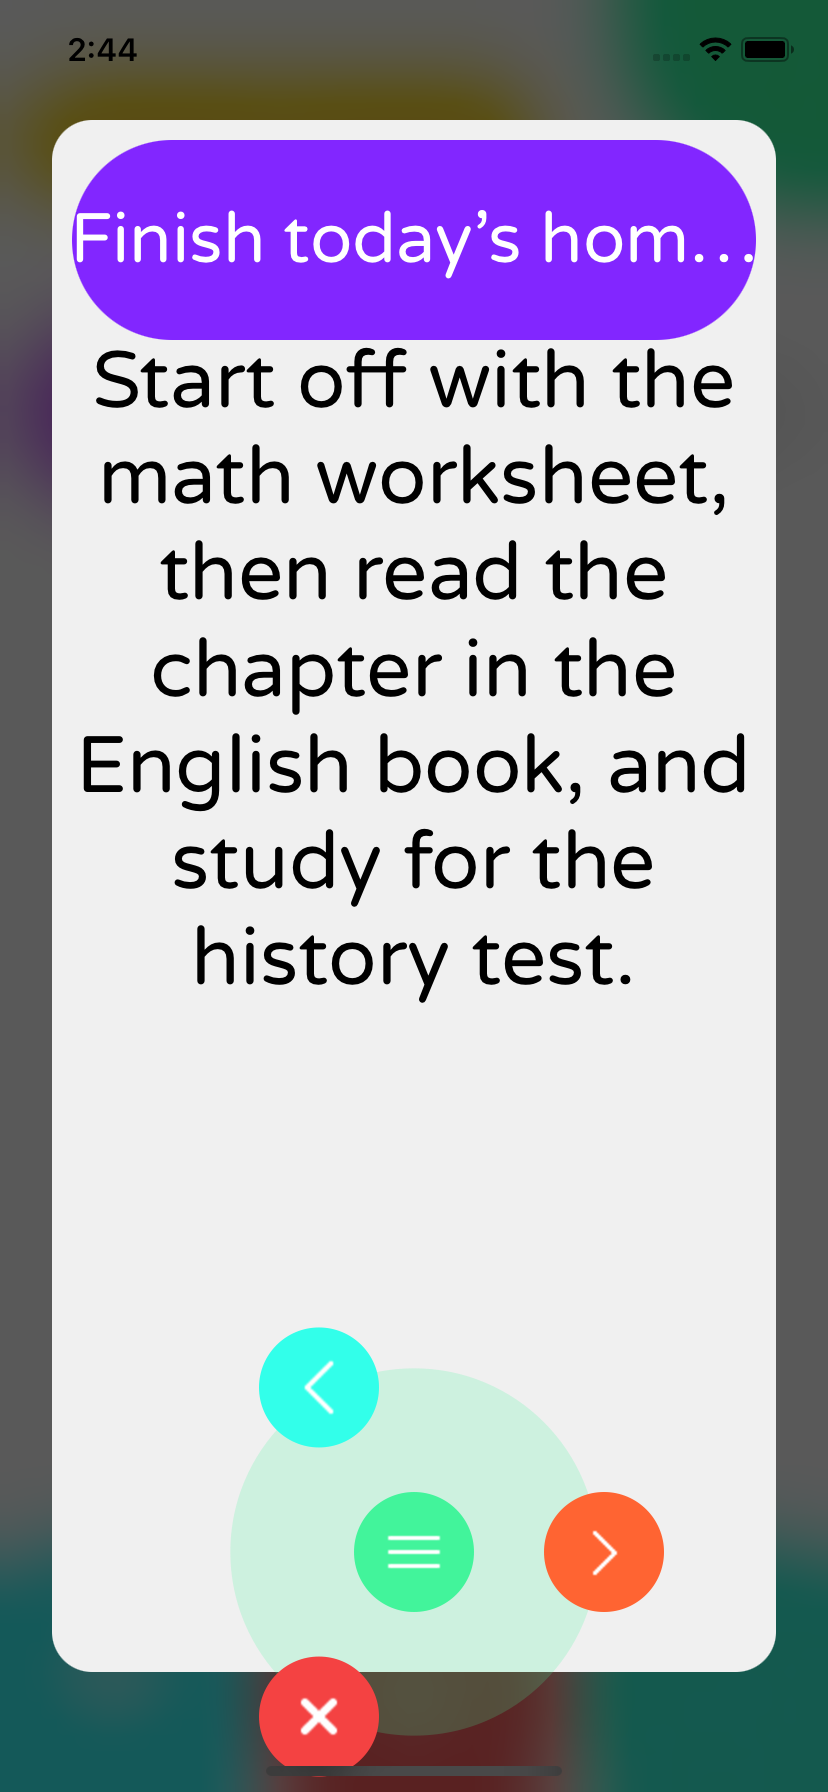 2:44
Finish today’s hom...
Start off with the
math worksheet,
then read the
chapter in the
English book, and
study for the
history test.